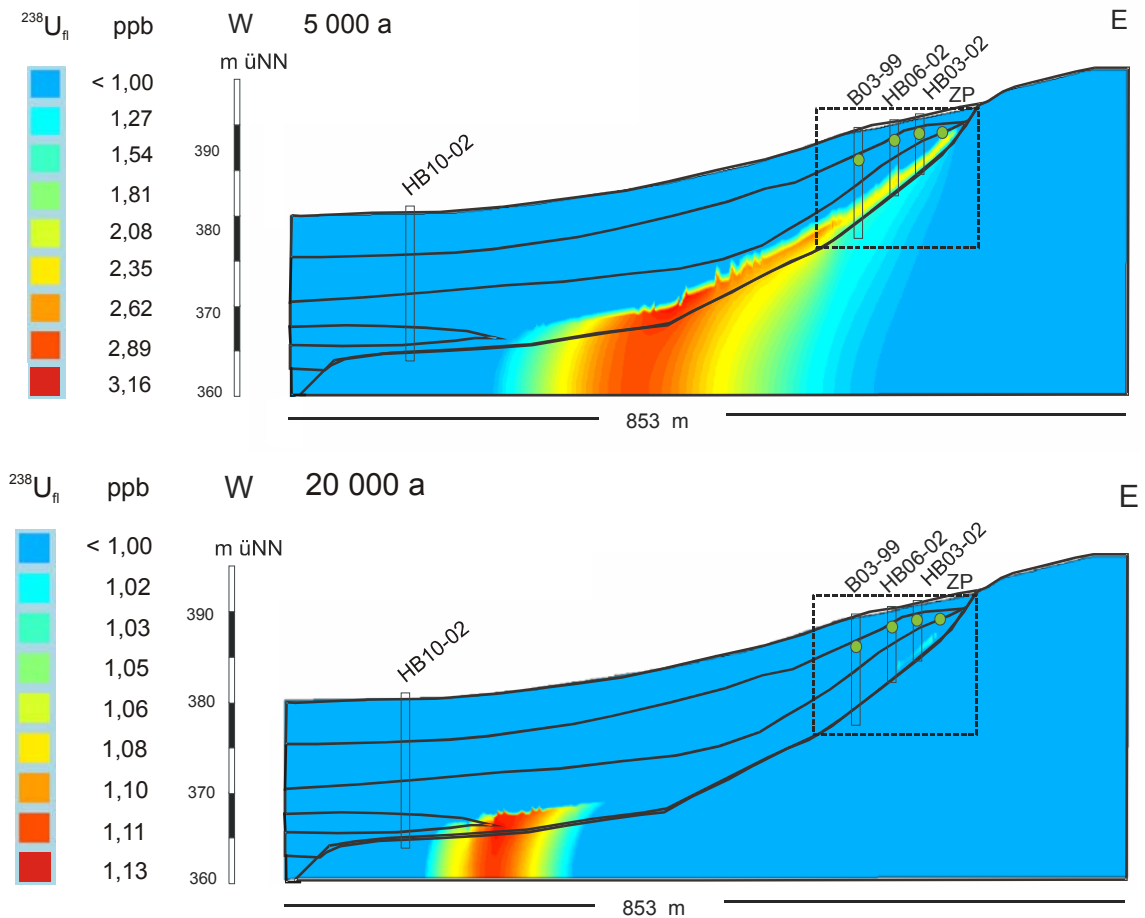 238Ufl ppb W 5 000 a E
m üNN
< 1,00
1,27
1,54
1,81
2,08
2,35
2,62
2,89
3,16
390
380
370
360
HB10-02
B03-99
HB06-02
HB03-02
ZP
853 m
238Ufl ppb W 20 000 a E
m üNN
< 1,00
1,02
1,03
1,05
1,06
1,08
1,10
1,11
1,13
390
380
370
360
HB10-02
B03-99
HB06-02
HB03-02
ZP
853 m